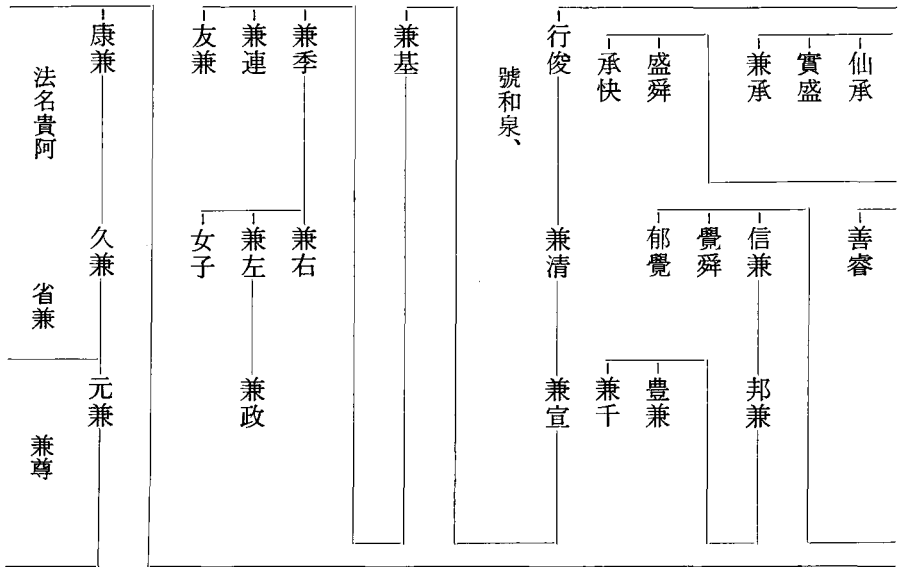 仙承
實盛
兼承
善睿
盛舜
承快
信兼
覺舜
郁覺
邦兼
豊兼
兼千
行俊
兼清
兼宣
號和泉、
兼基
兼季
兼連
友兼
兼右
兼左
女子
兼政
康兼
久兼
元兼
法名貴阿
省兼
兼尊